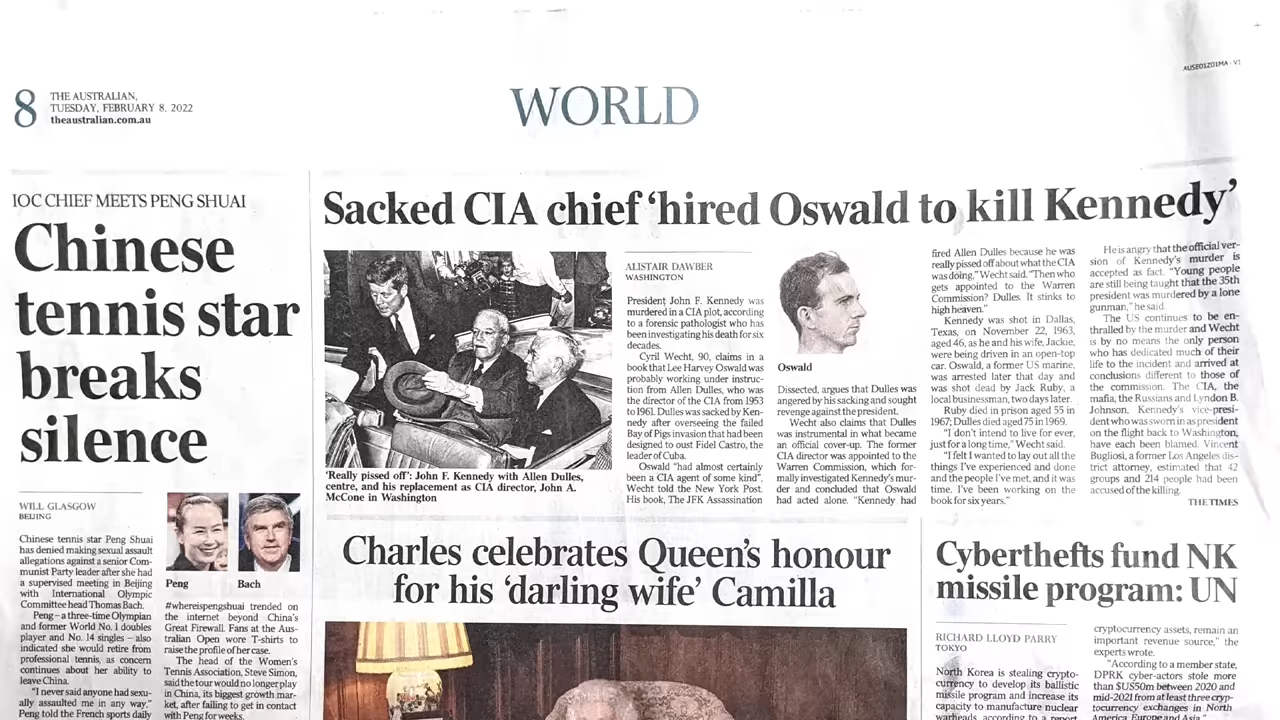 8
THE AUSTRALIAN,
TUESDAY, FEBRUARY 8, 2022
theaustralian.com.au
WORLD
AUSE01Z01MA - V1
IOC CHIEF MEETS PENG SHUAI
Chinese
tennis star
breaks
silence
WILL GLASGOW
BEIJING
Chinese tennis star Peng Shuai
has denied making sexual assault
allegations against a senior Com-
munist Party leader after she had
a supervised meeting in Beijing
with International Olympic
Committee head Thomas Bach.
Peng – a three-time Olympian
and former World No. 1 doubles
player and No. 14 singles – also
indicated she would retire from
professional tennis, as concern
continues about her ability to
leave China.
"I never said anyone had sexu-
ally assaulted me in any way,"
Peng told the French sports daily
Peng
Bach
#whereispengshuai trended on
the internet beyond China's
Great Firewall. Fans at the Aus-
tralian Open wore T-shirts to
raise the profile of her case.
The head of the Women's
Tennis Association, Steve Simon,
said the tour would no longer play
in China, its biggest growth mar-
ket, after failing to get in contact
with Peng for weeks.
Sacked CIA chief 'hired Oswald to kill Kennedy'
'Really pissed off': John F. Kennedy with Allen Dulles,
centre, and his replacement as CIA director, John A.
McCone in Washington
ALISTAIR DAWBER
WASHINGTON
President John F. Kennedy was
murdered in a CIA plot, according
to a forensic pathologist who has
been investigating his death for six
decades.
Cyril Wecht, 90, claims in a
book that Lee Harvey Oswald was
probably working under instruc-
tion from Allen Dulles, who was
the director of the CIA from 1953
to 1961. Dulles was sacked by Ken-
nedy after overseeing the failed
Bay of Pigs invasion that had been
designed to oust Fidel Castro, the
leader of Cuba.
Oswald "had almost certainly
been a CIA agent of some kind",
Wecht told the New York Post.
His book, The JFK Assassination
Oswald
Dissected, argues that Dulles was
angered by his sacking and sought
revenge against the president.
Wecht also claims that Dulles
was instrumental in what became
an official cover-up. The former
CIA director was appointed to the
Warren Commission, which for-
mally investigated Kennedy's mur-
der and concluded that Oswald
had acted alone. "Kennedy had
fired Allen Dulles because he was
really pissed off about what the CIA
was doing," Wecht said. "Then who
gets appointed to the Warren
Commission? Dulles. It stinks to
high heaven."
Kennedy was shot in Dallas,
Texas, on November 22, 1963,
aged 46, as he and his wife, Jackie,
were being driven in an open-top
car. Oswald, a former US marine,
was arrested later that day and
was shot dead by Jack Ruby, a
local businessman, two days later.
Ruby died in prison aged 55 in
1967; Dulles died aged 75 in 1969.
"I don't intend to live for ever,
just for a long time," Wecht said.
"I felt I wanted to lay out all the
things I've experienced and done
and the people I've met, and it was
time. I've been working on the
book for six years."
He is angry that the official ver-
sion of Kennedy's murder is
accepted as fact. "Young people
are still being taught that the 35th
president was murdered by a lone
gunman," he said.
The US continues to be en-
thralled by the murder and Wecht
is by no means the only person
who has dedicated much of their
life to the incident and arrived at
conclusions different to those of
the commission. The CIA, the
mafia, the Russians and Lyndon B.
Johnson, Kennedy's vice-presi-
dent who was sworn in as president
on the flight back to Washington,
have each been blamed. Vincent
Bugliosi, a former Los Angeles dis-
trict attorney, estimated that 42
groups and 214 people had been
accused of the killing.
THE TIMES
Charles celebrates Queen's honour
for his 'darling wife' Camilla
Cyberthefts fund NK
missile program: UN
RICHARD LLOYD PARRY
TOKYO
North Korea is stealing crypto-
currency to develop its ballistic
missile program and increase its
capacity to manufacture nuclear
warheads, according to a report
cryptocurrency assets, remain an
important revenue source," the
experts wrote.
"According to a member state,
DPRK cyber-actors stole more
than $US50m between 2020 and
mid-2021 from at least three cryp-
tocurrency exchanges in North
America, Europe and Asia."